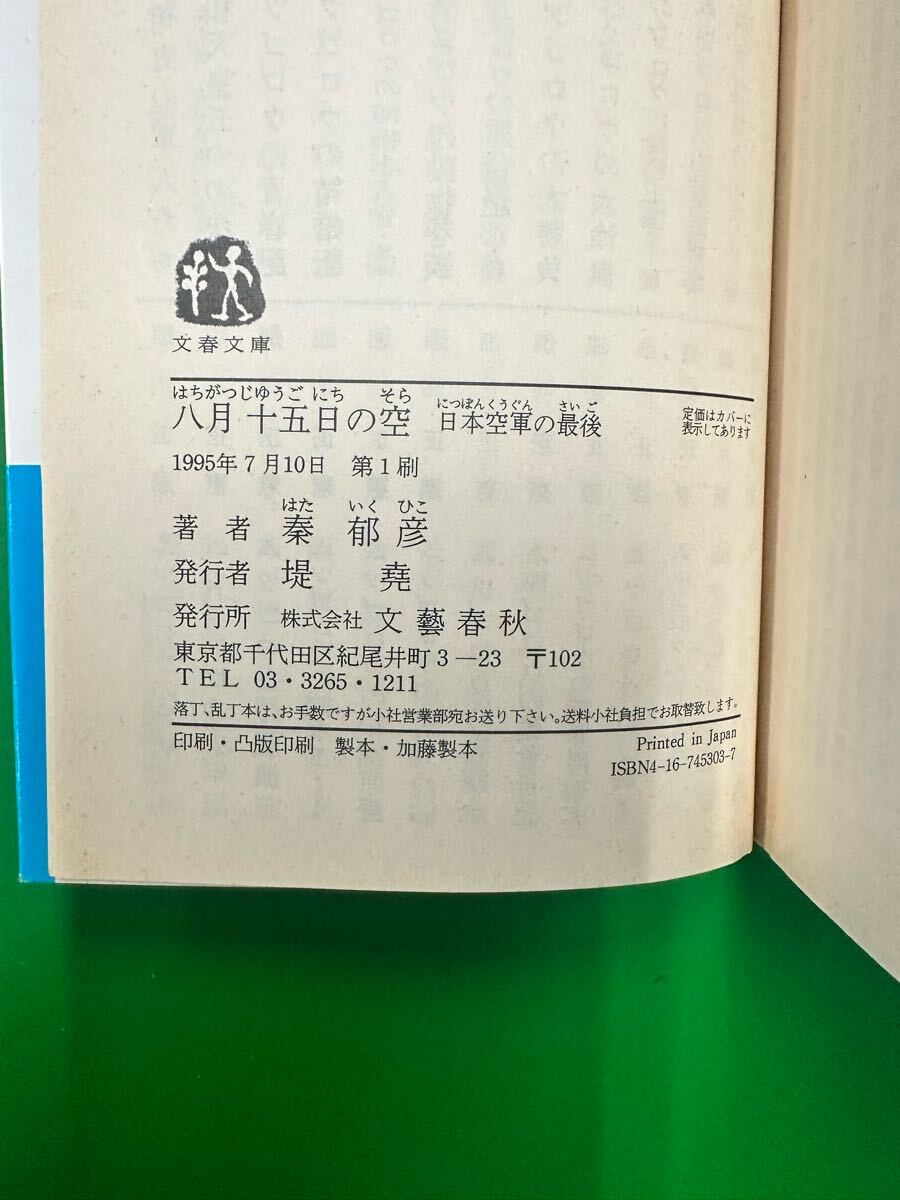 文春文庫
はちがつじゆうごにち そら につぽんくうぐん さいご
八月十五日の空 日本空軍の最後
定価はカバーに
表示してあります
1995年7月10日 第1刷
はた いく ひこ
著者 秦郁彦
発行者 堤堯
発行所 株式会社 文藝春秋
東京都千代田区紀尾井町3―23 〒102
TEL 03・3265・1211
落丁、乱丁本は、お手数ですが小社営業部宛お送り下さい。送料小社負担でお取替致します。
印刷・凸版印刷 製本・加藤製本
Printed in Japan
ISBN4-16-745303-7